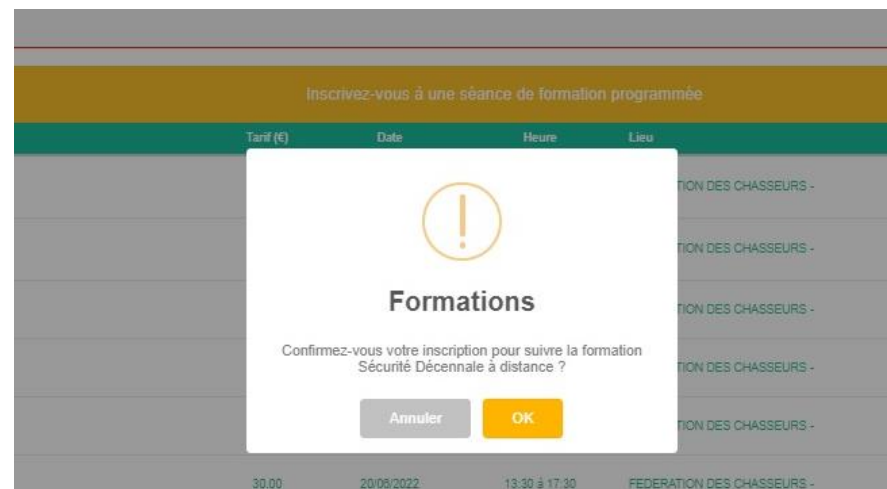 Inscrivez-vous à une séance de formation programmée
Tarif (€) Date Heure Lieu
TION DES CHASSEURS -
TION DES CHASSEURS -
Formations
TION DES CHASSEURS -
Confirmez-vous votre inscription pour suivre la formation
Sécurité Décennale à distance ?
TION DES CHASSEURS -
Annuler OK
TION DES CHASSEURS -
30.00 20/06/2022 13:30 à 17:30 FEDERATION DES CHASSEURS -